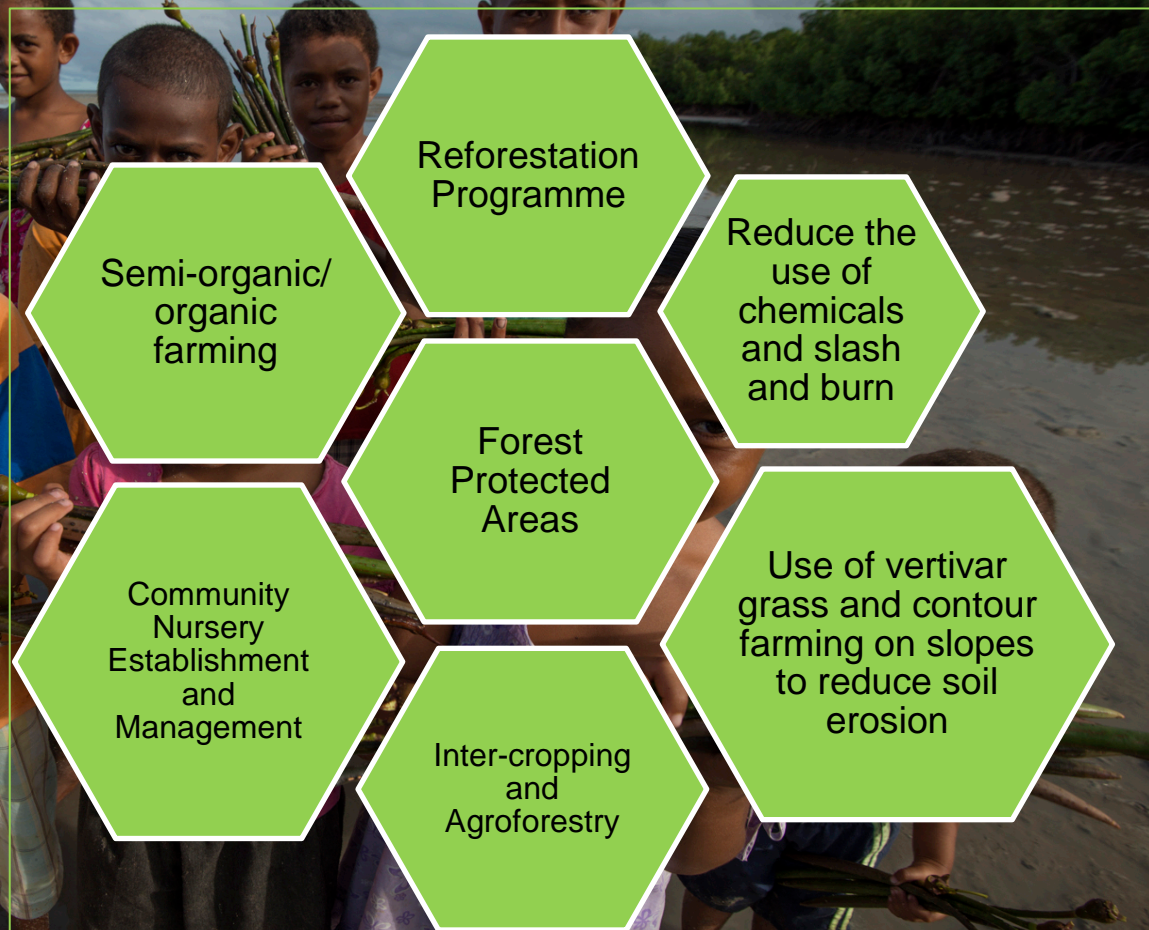 Reforestation
Programme
Semi-organic/
organic
farming
Reduce the
use of
chemicals
and slash
and burn
Forest
Protected
Areas
Community
Nursery
Establishment
and
Management
Use of vertivar
grass and contour
farming on slopes
to reduce soil
erosion
Inter-cropping
and
Agroforestry